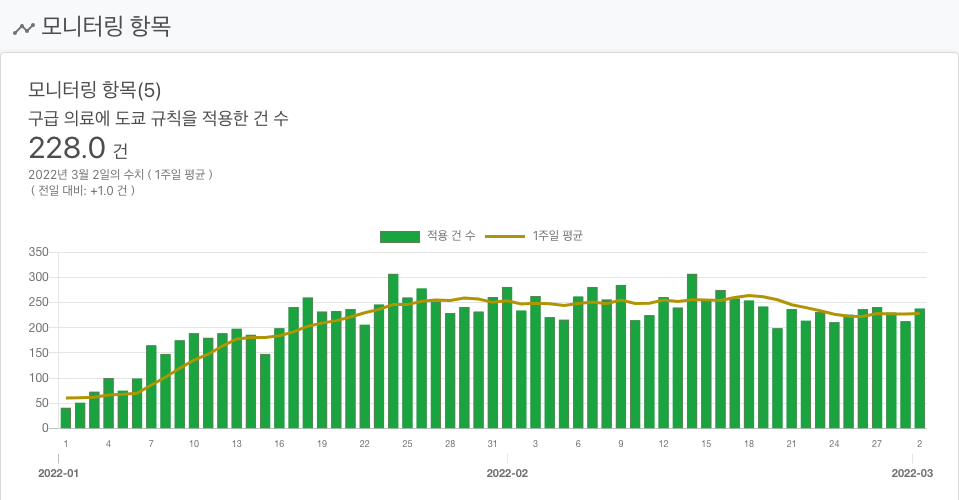 모니터링 항목
모니터링 항목(5)
구급 의료에 도쿄 규칙을 적용한 건 수
228.0 건
2022년 3월 2일의 수치 ( 1주일 평균 )
( 전일 대비: +1.0 건 )
적용 건 수 1주일 평균
350
300
250
200
150
100
50
0
1 4 7 10 13 16 19 22 25 28 31 3 6 9 12 15 18 21 24 27 2
2022-01 2022-02 2022-03